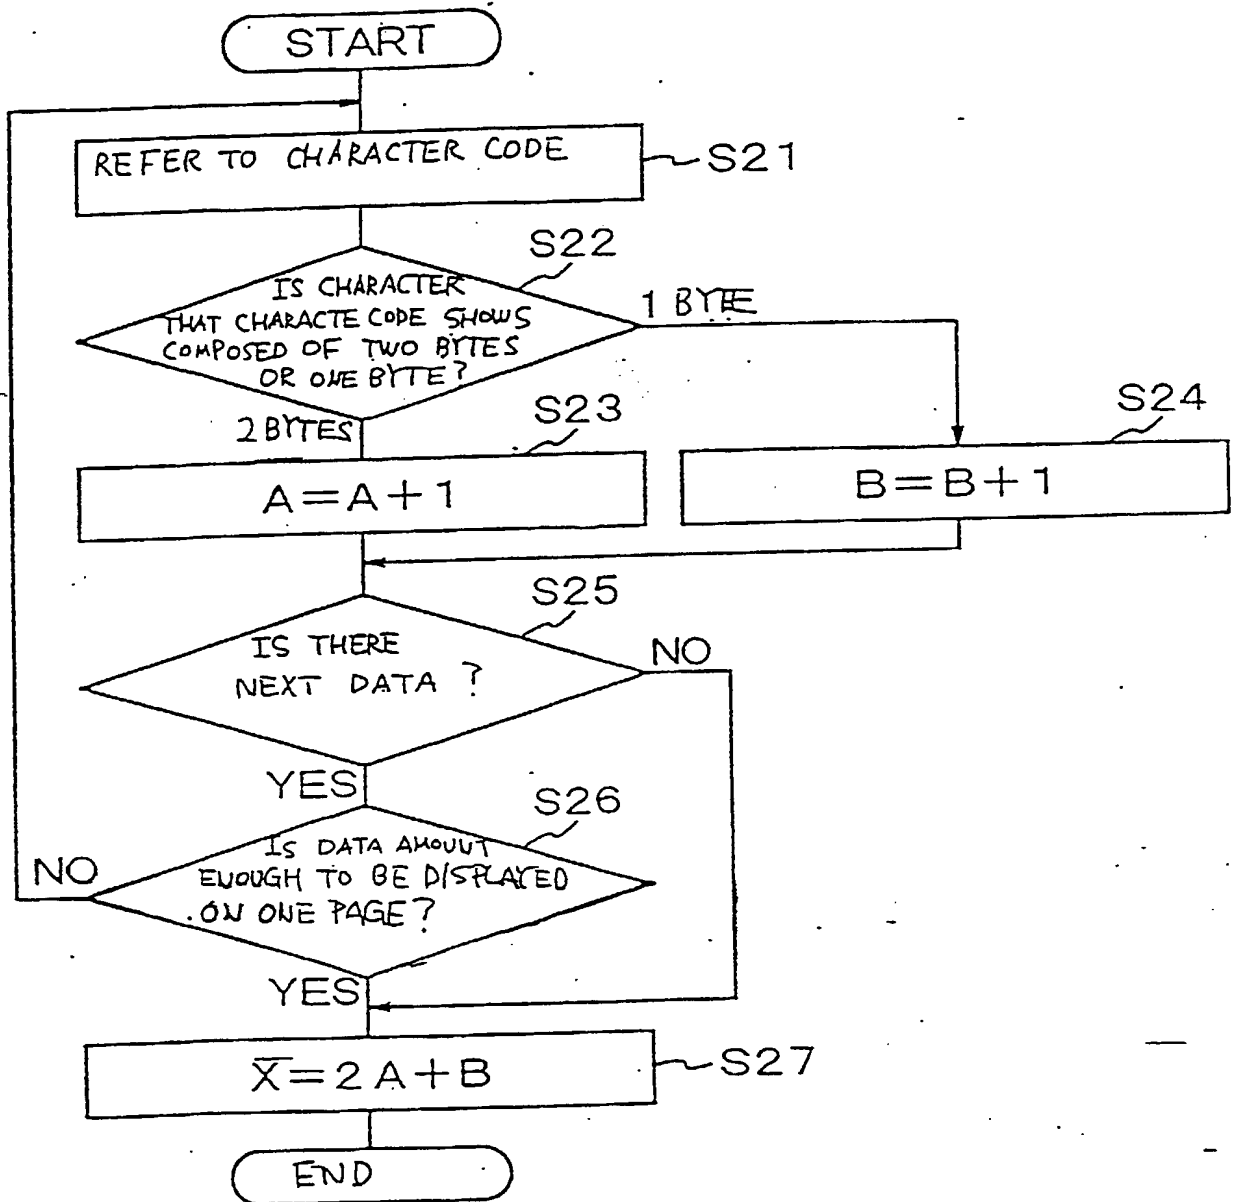 START
REFER TO CHARACTER CODE
S21
S22
IS CHARACTER
THAT CHARACTE CODE SHOWS
COMPOSED OF TWO BYTES
OR ONE BYTE?
1 BYTE
2 BYTES
S23
S24
A=A+1
B=B+1
S25
IS THERE
NEXT DATA ?
NO
YES
S26
IS DATA AMOUNT
ENOUGH TO BE DISPLAYED
ON ONE PAGE?
NO
YES
X̅=2A+B
S27
END